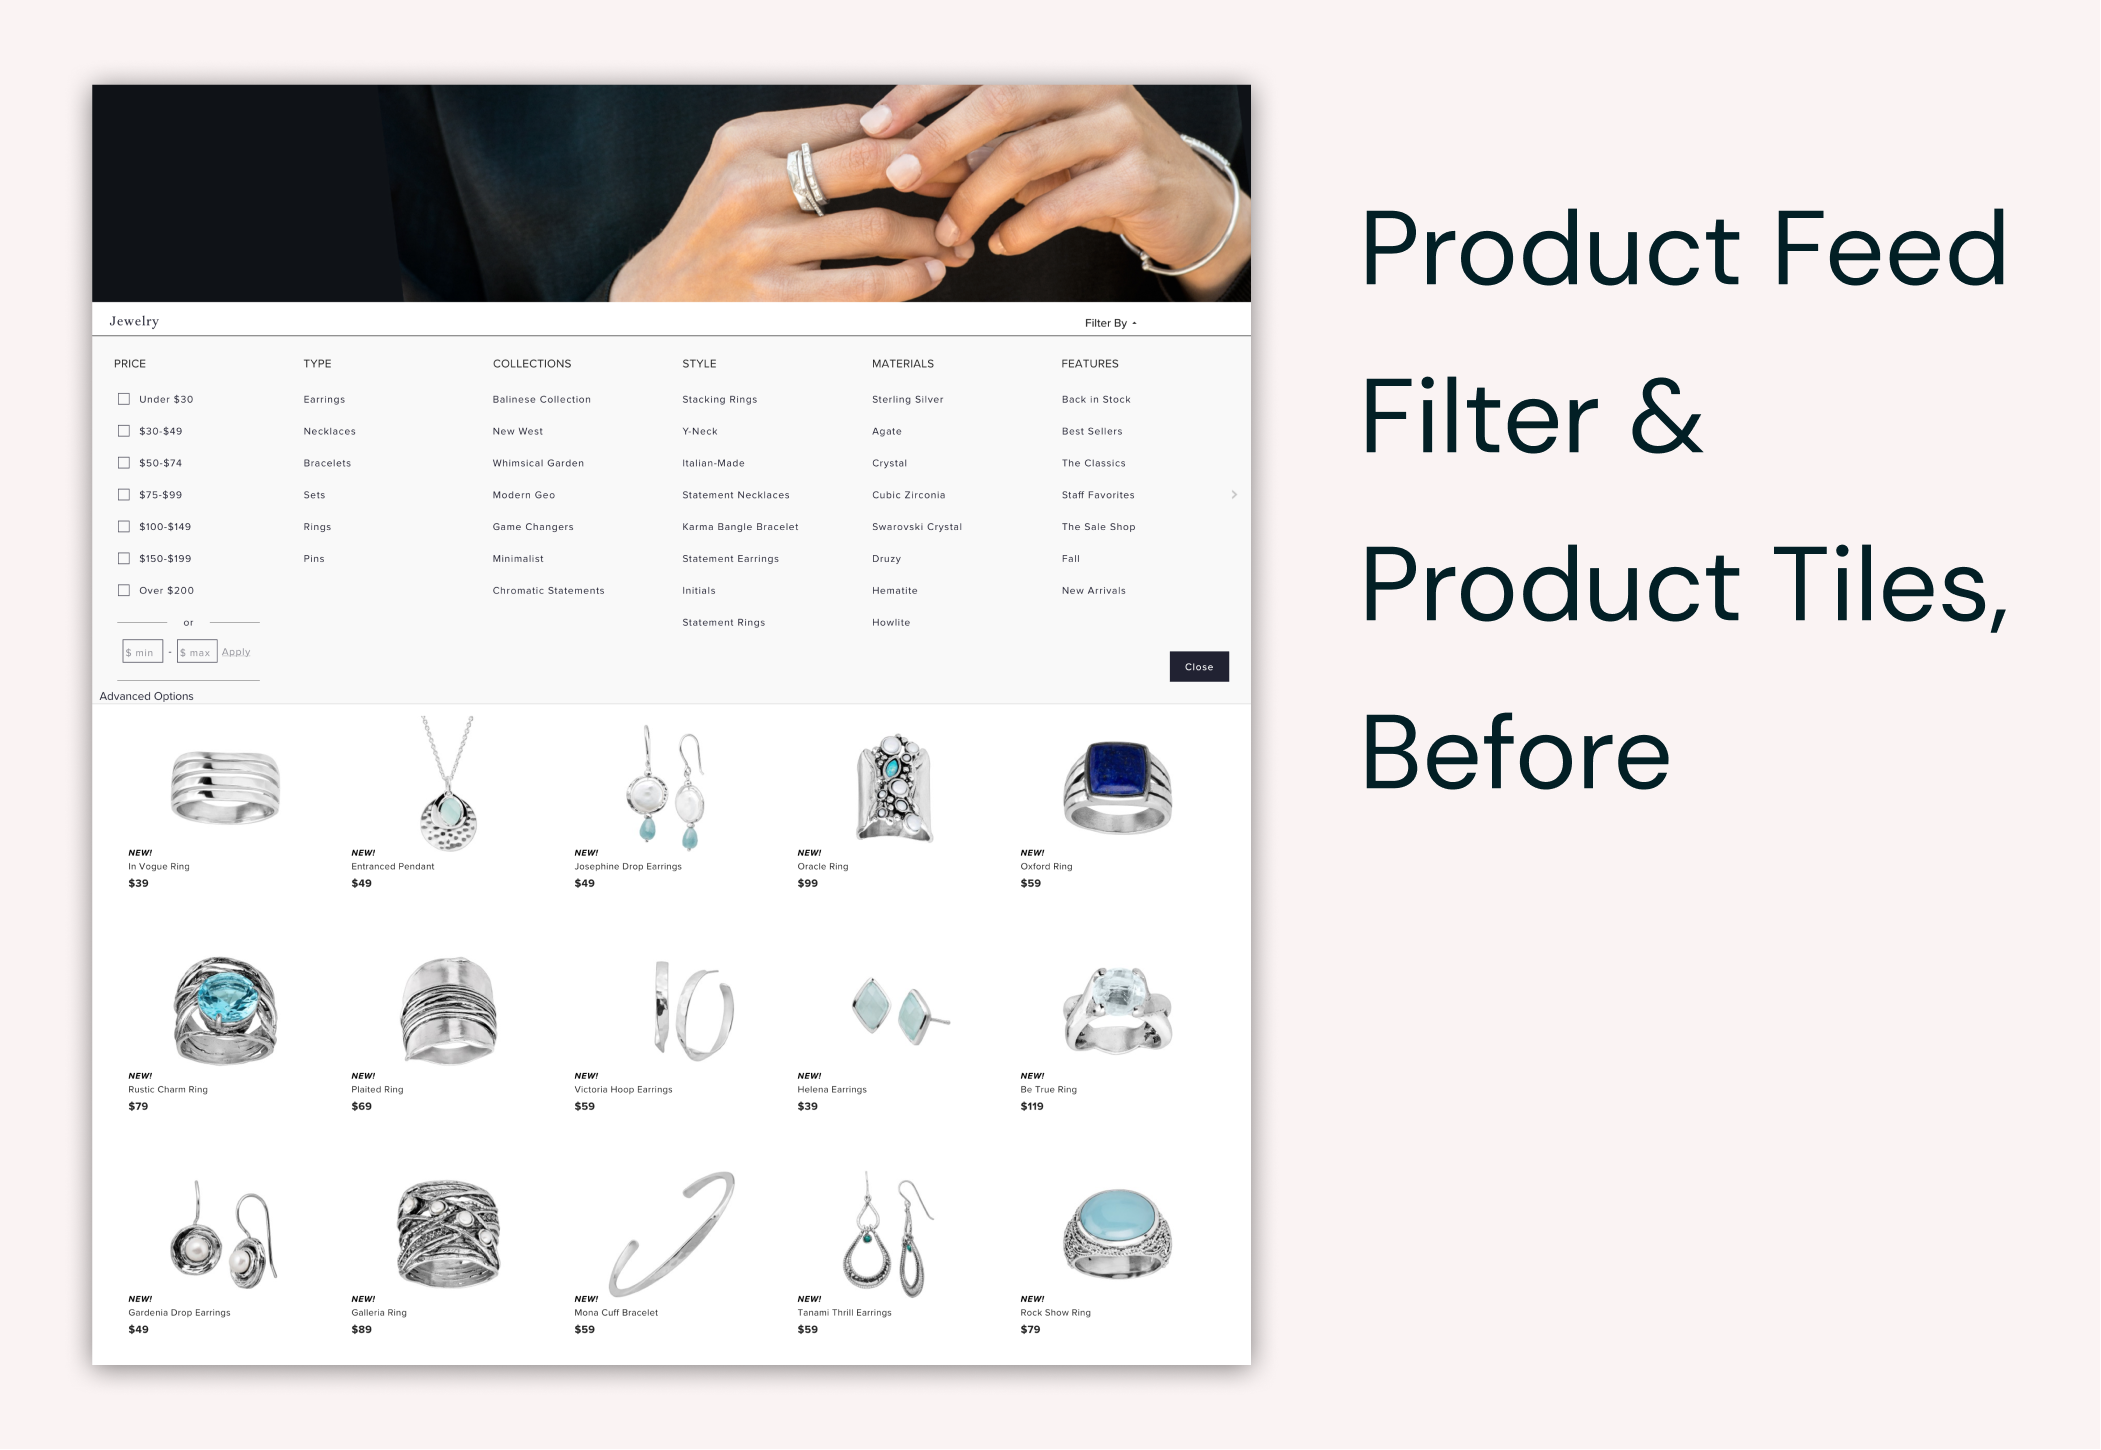 Product Feed
Filter &
Product Tiles,
Before
Jewelry
Filter By
PRICE
Under $30
$30-$49
$50-$74
$75-$99
$100-$149
$150-$199
Over $200
or
$ min - $ max Apply
TYPE
Earrings
Necklaces
Bracelets
Sets
Rings
Pins
COLLECTIONS
Balinese Collection
New West
Whimsical Garden
Modern Geo
Game Changers
Minimalist
Chromatic Statements
STYLE
Stacking Rings
Y-Neck
Italian-Made
Statement Necklaces
Karma Bangle Bracelet
Statement Earrings
Initials
Statement Rings
MATERIALS
Sterling Silver
Agate
Crystal
Cubic Zirconia
Swarovski Crystal
Druzy
Hematite
Howlite
FEATURES
Back in Stock
Best Sellers
The Classics
Staff Favorites
The Sale Shop
Fall
New Arrivals
Close
Advanced Options
NEW!
In Vogue Ring
$39
NEW!
Entranced Pendant
$49
NEW!
Josephine Drop Earrings
$49
NEW!
Oracle Ring
$99
NEW!
Oxford Ring
$59
NEW!
Rustic Charm Ring
$79
NEW!
Plaited Ring
$69
NEW!
Victoria Hoop Earrings
$59
NEW!
Helena Earrings
$39
NEW!
Be True Ring
$119
NEW!
Gardenia Drop Earrings
$49
NEW!
Galleria Ring
$89
NEW!
Mona Cuff Bracelet
$59
NEW!
Tanami Thrill Earrings
$59
NEW!
Rock Show Ring
$79